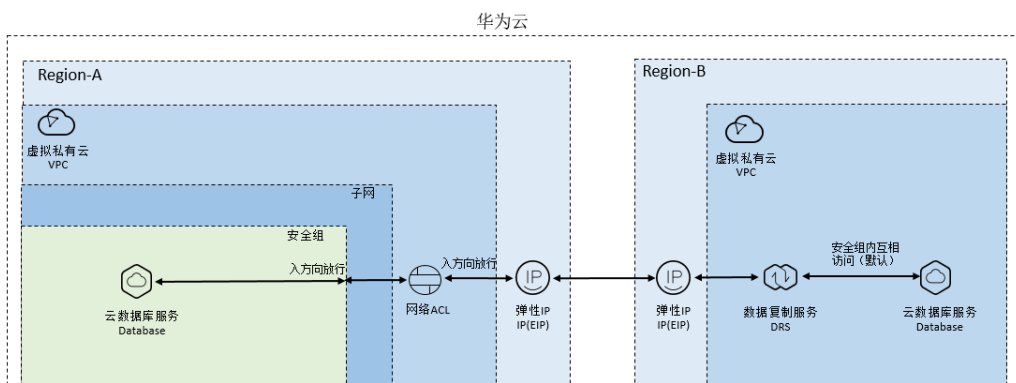 华为云
Region-A
Region-B
虚拟私有云
VPC
虚拟私有云
VPC
子网
安全组
入方向放行
入方向放行
安全组内互相
访问（默认）
云数据库服务
Database
网络ACL
弹性IP
IP(EIP)
IP
IP
弹性IP
IP(EIP)
数据复制服务
DRS
云数据库服务
Database